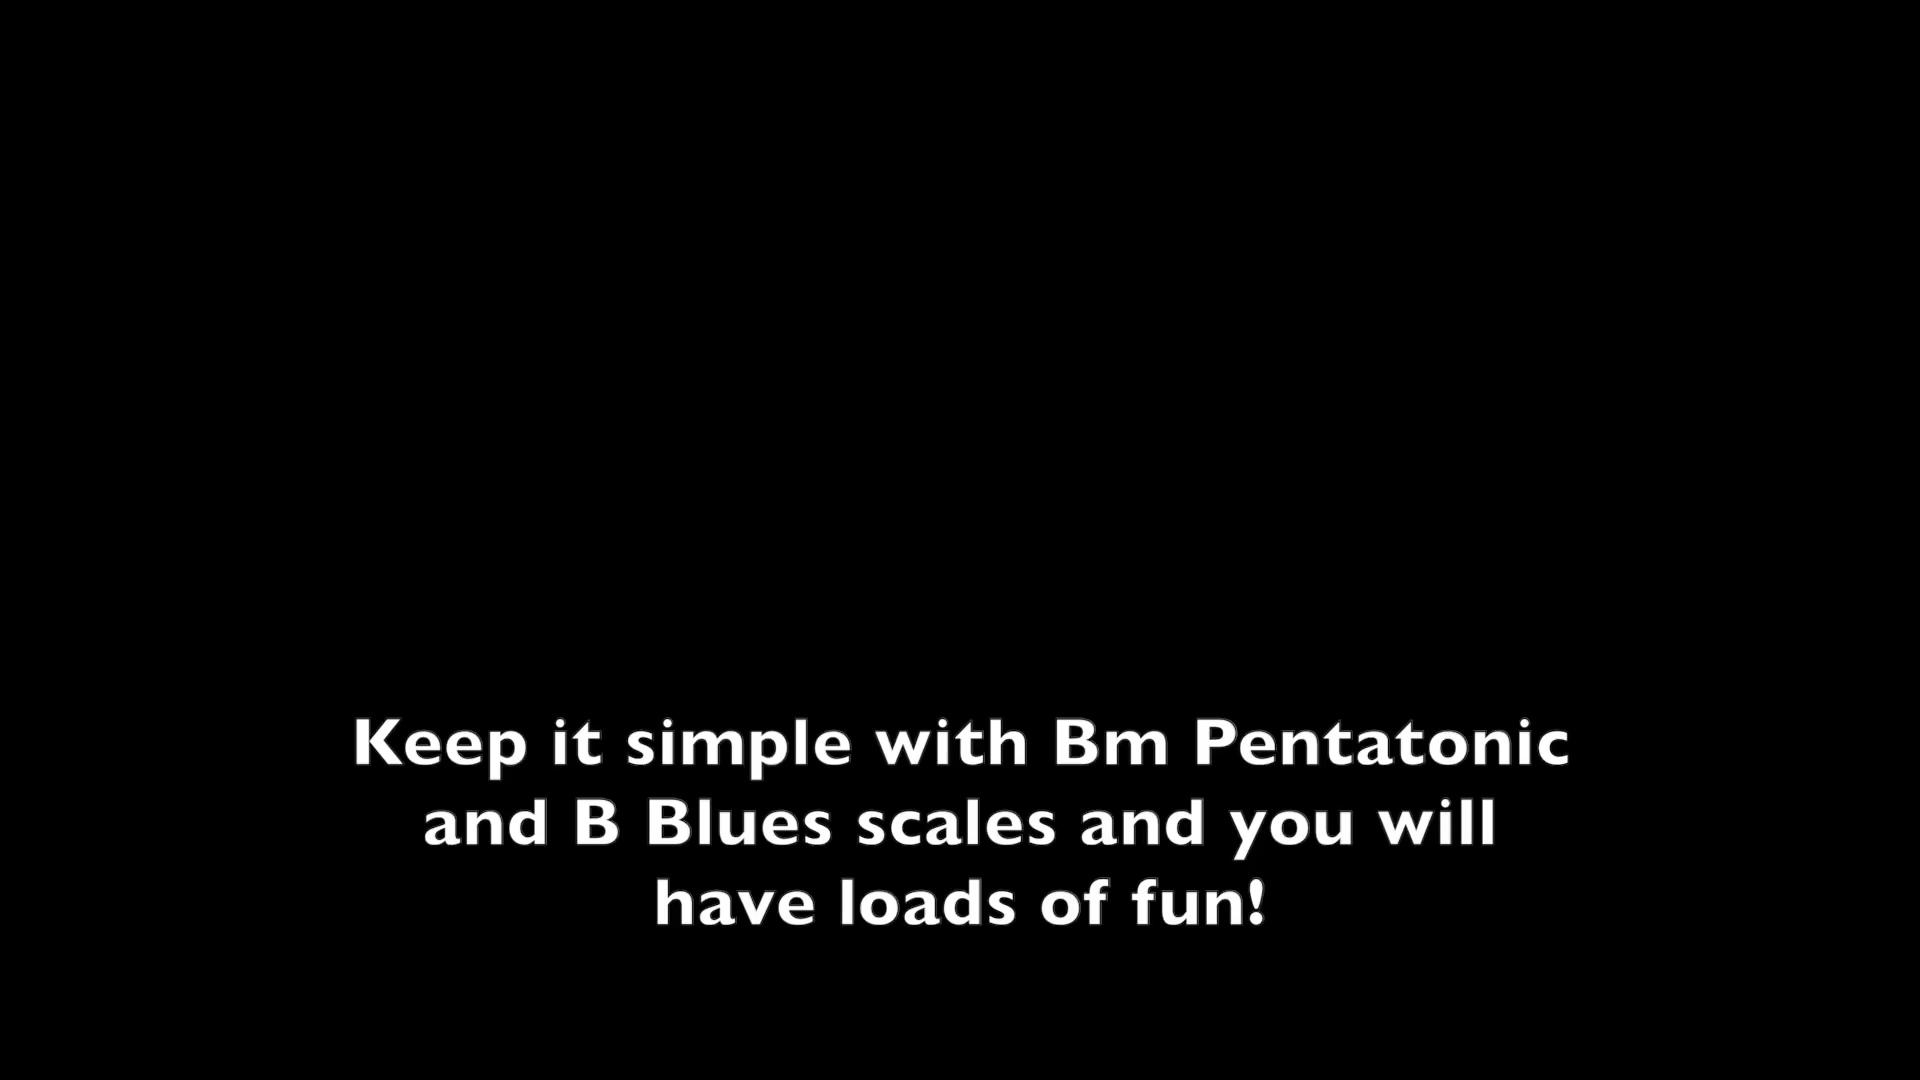 Keep it simple with Bm Pentatonic
and B Blues scales and you will
have loads of fun!